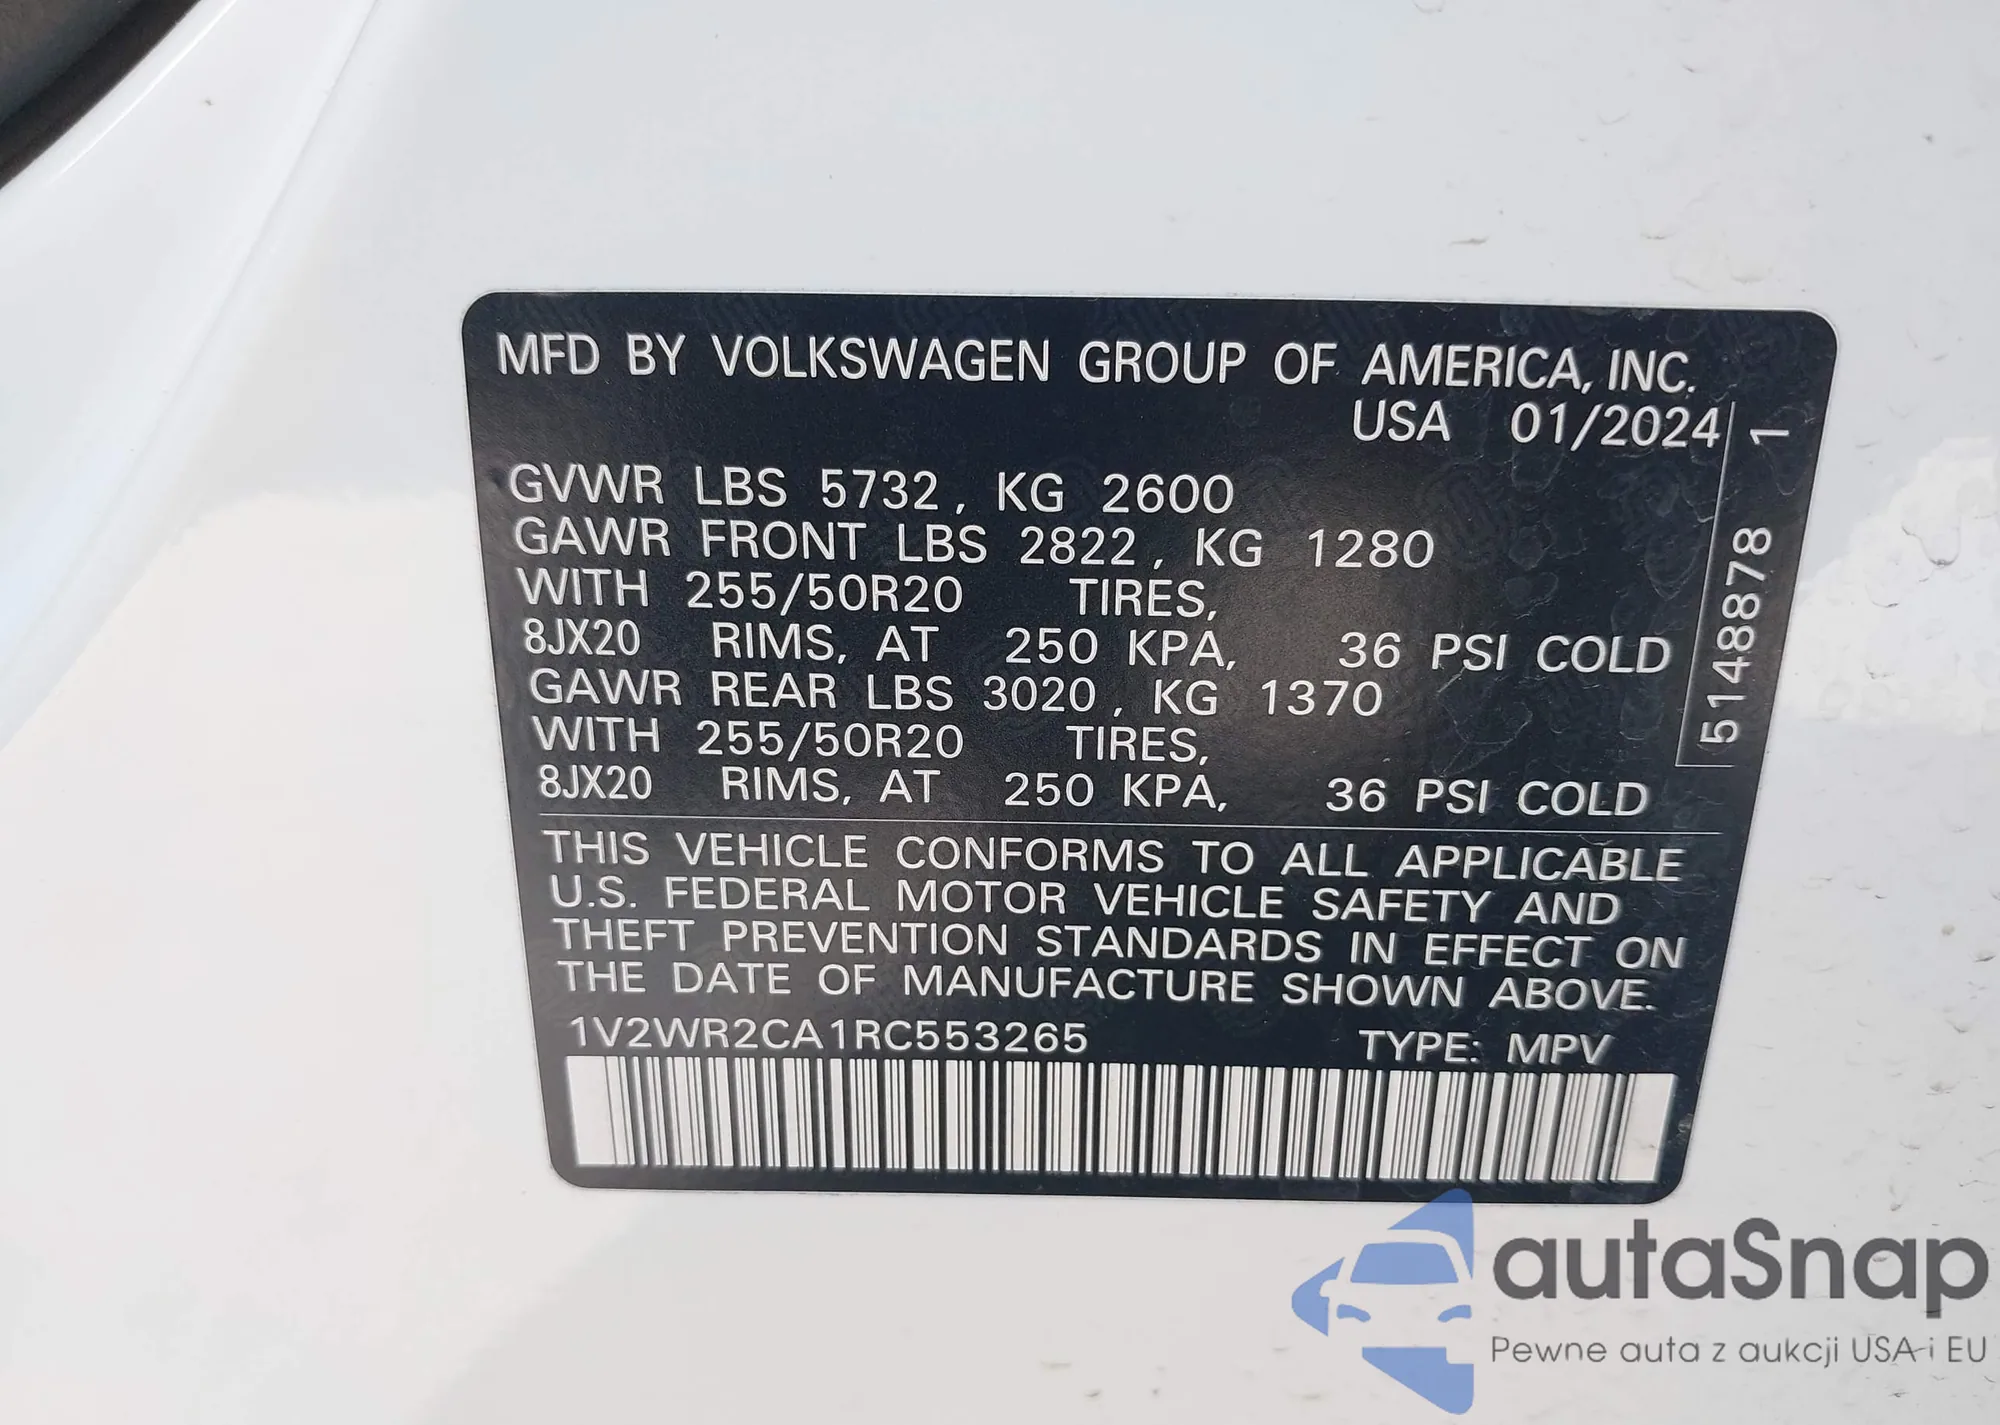 MFD BY VOLKSWAGEN GROUP OF AMERICA, INC.
USA 01/2024
GVWR LBS 5732, KG 2600
GAWR FRONT LBS 2822, KG 1280
WITH 255/50R20 TIRES,
8JX20 RIMS, AT 250 KPA, 36 PSI COLD
GAWR REAR LBS 3020, KG 1370
WITH 255/50R20 TIRES,
8JX20 RIMS, AT 250 KPA, 36 PSI COLD
5148878 1
THIS VEHICLE CONFORMS TO ALL APPLICABLE
U.S. FEDERAL MOTOR VEHICLE SAFETY AND
THEFT PREVENTION STANDARDS IN EFFECT ON
THE DATE OF MANUFACTURE SHOWN ABOVE.
1V2WR2CA1RC553265 TYPE: MPV
autaSnap
Pewne auta z aukcji USA i EU